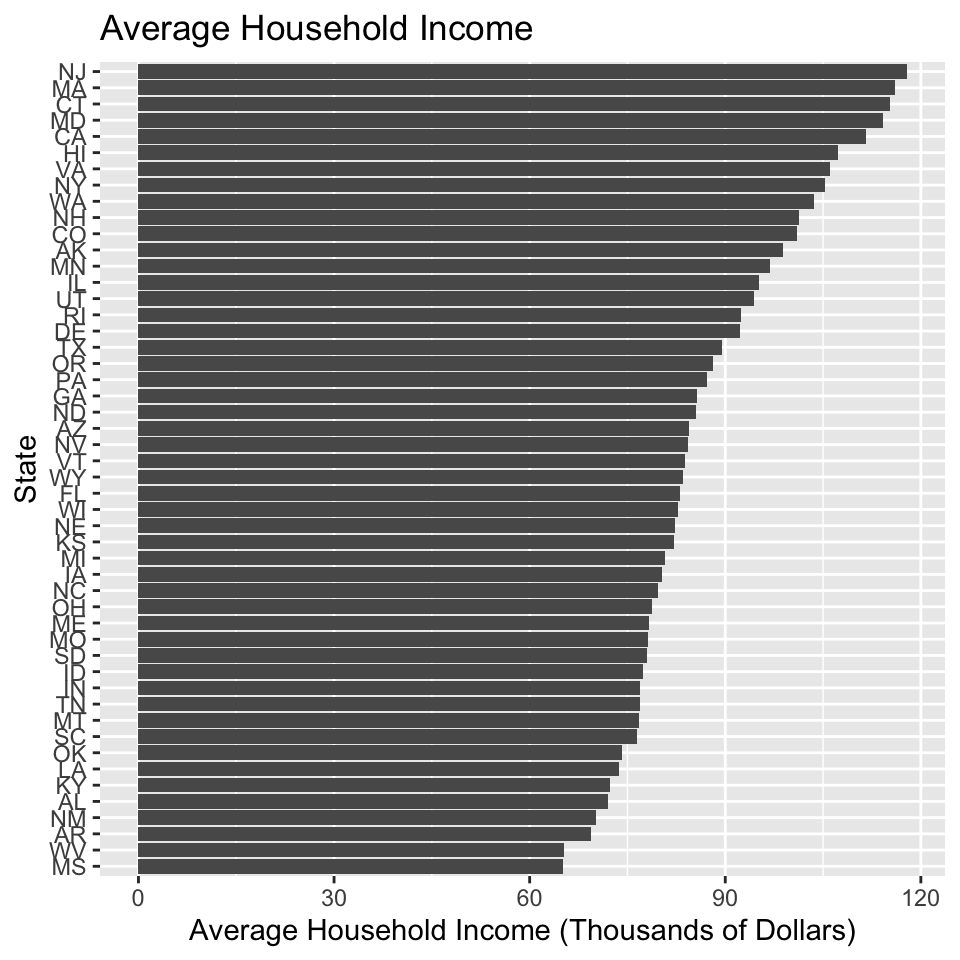 Average Household Income
NJ
MA
CT
MD
CA
HI
VA
NY
WA
NH
CO
AK
MN
IL
UT
RI
DE
TX
OR
PA
GA
ND
AZ
NV
VT
WY
FL
WI
NE
KS
MI
IA
NC
OH
ME
MO
SD
ID
IN
TN
MT
SC
OK
LA
KY
AL
NM
AR
WV
MS
State
0 30 60 90 120
Average Household Income (Thousands of Dollars)